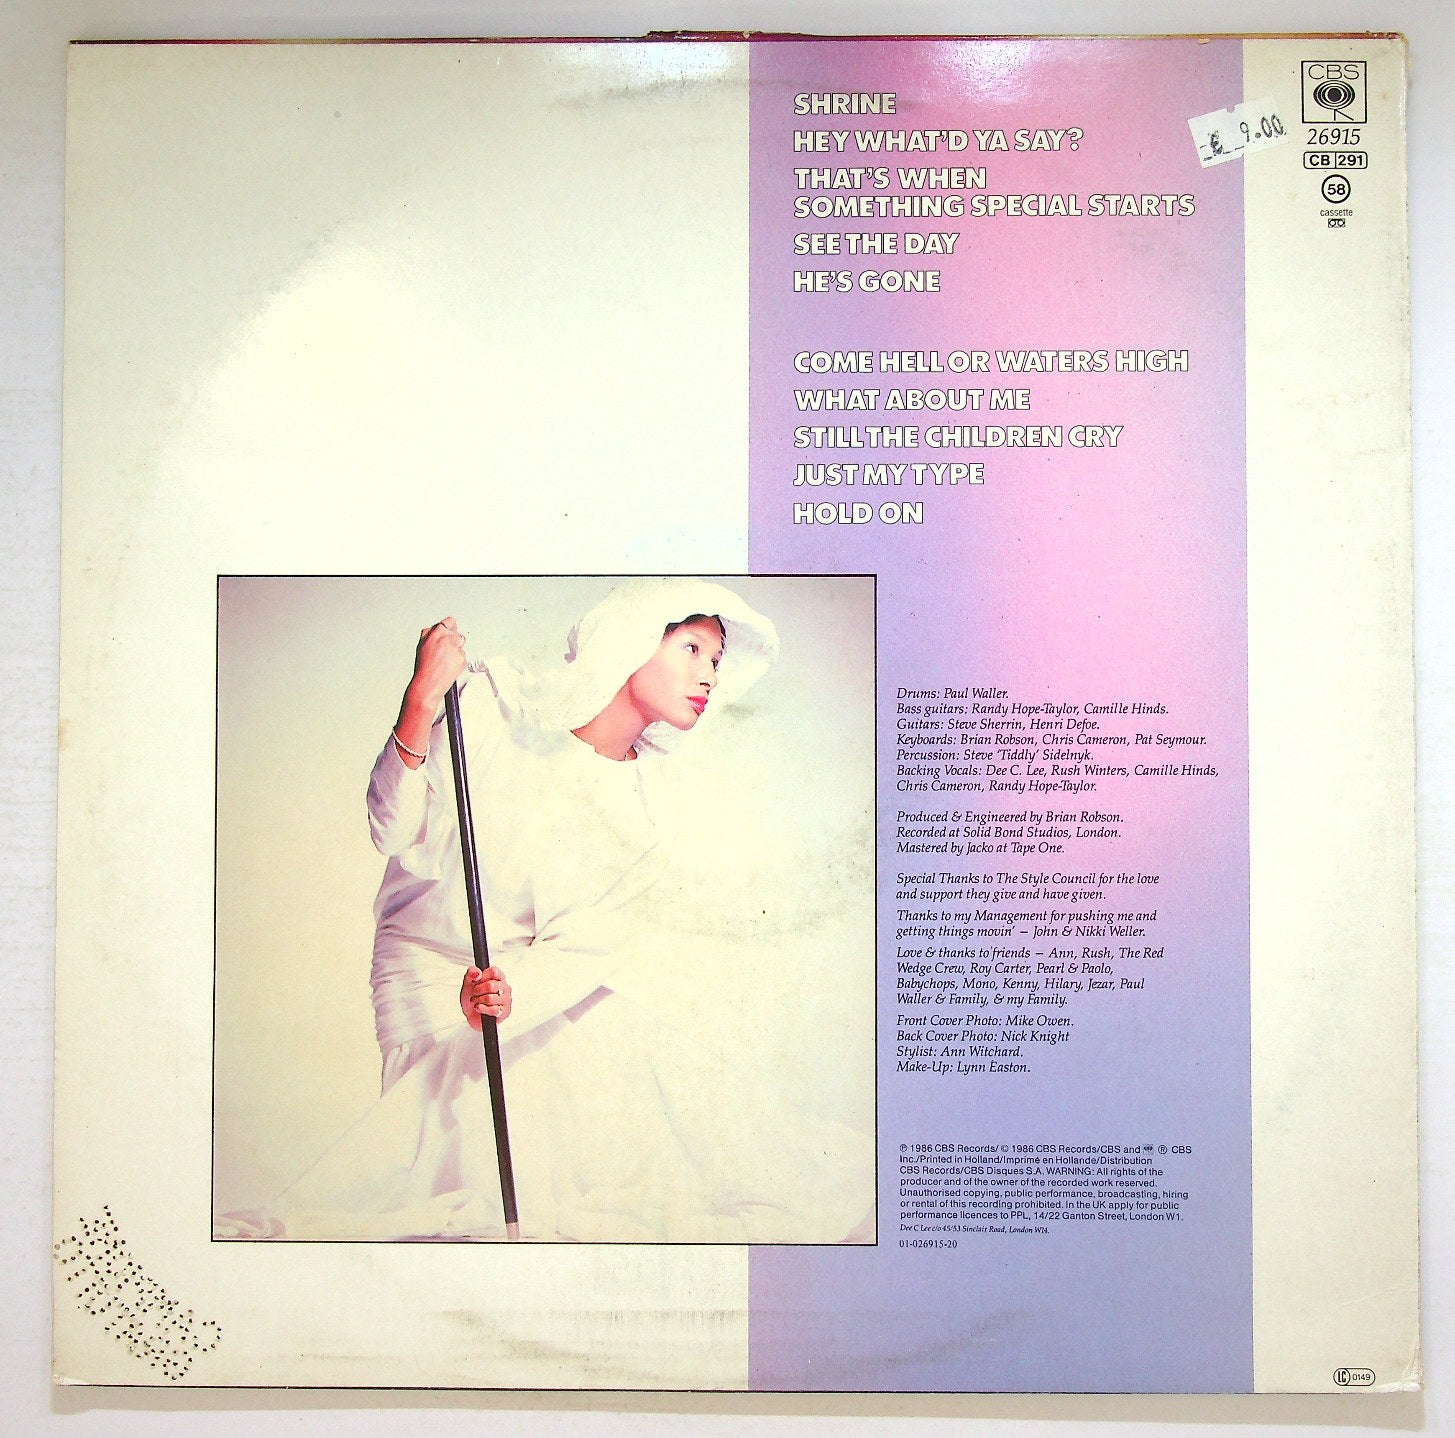 SHRINE
HEY WHAT'D YA SAY?
THAT'S WHEN
SOMETHING SPECIAL STARTS
SEE THE DAY
HE'S GONE
COME HELL OR WATERS HIGH
WHAT ABOUT ME
STILL THE CHILDREN CRY
JUST MY TYPE
HOLD ON
€ 9.00
CBS
26915
CB 291
58
cassette
Drums: Paul Waller.
Bass guitars: Randy Hope-Taylor, Camille Hinds.
Guitars: Steve Sherrin, Henri Defoe.
Keyboards: Brian Robson, Chris Cameron, Pat Seymour.
Percussion: Steve 'Tiddly' Sidelnyk.
Backing Vocals: Dee C. Lee, Rush Winters, Camille Hinds,
Chris Cameron, Randy Hope-Taylor.
Produced & Engineered by Brian Robson.
Recorded at Solid Bond Studios, London.
Mastered by Jacko at Tape One.
Special Thanks to The Style Council for the love
and support they give and have given.
Thanks to my Management for pushing me and
getting things movin' – John & Nikki Weller.
Love & thanks to friends – Ann, Rush, The Red
Wedge Crew, Roy Carter, Pearl & Paolo,
Babychops, Mono, Kenny, Hilary, Jezar, Paul
Waller & Family, & my Family.
Front Cover Photo: Mike Owen.
Back Cover Photo: Nick Knight
Stylist: Ann Witchard.
Make-Up: Lynn Easton.
℗ 1986 CBS Records/ © 1986 CBS Records/CBS and ® CBS
Inc./Printed in Holland/Imprimé en Hollande/Distribution
CBS Records/CBS Disques S.A. WARNING: All rights of the
producer and of the owner of the recorded work reserved.
Unauthorised copying, public performance, broadcasting, hiring
or rental of this recording prohibited. In the UK apply for public
performance licences to PPL, 14/22 Ganton Street, London W1.
Dee C Lee c/o 45/53 Sinclair Road, London W14.
01-026915-20
LC 0149